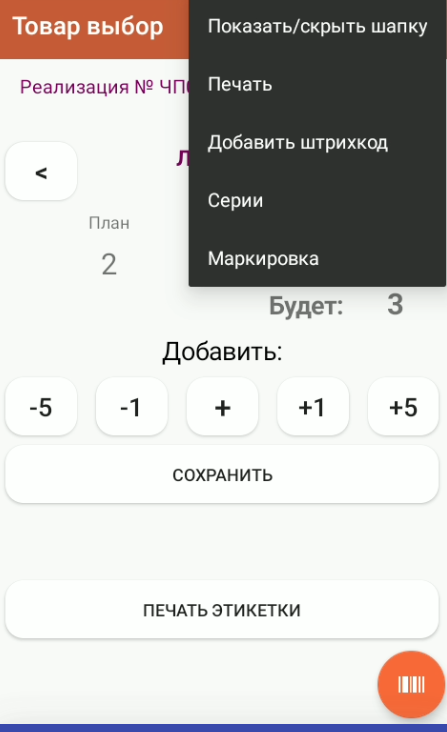 Товар выбор
Показать/скрыть шапку
Реализация №
Печать
Добавить штрихкод
<
Серии
План
2
Маркировка
Будет: 3
Добавить:
-5 -1 + +1 +5
СОХРАНИТЬ
ПЕЧАТЬ ЭТИКЕТКИ